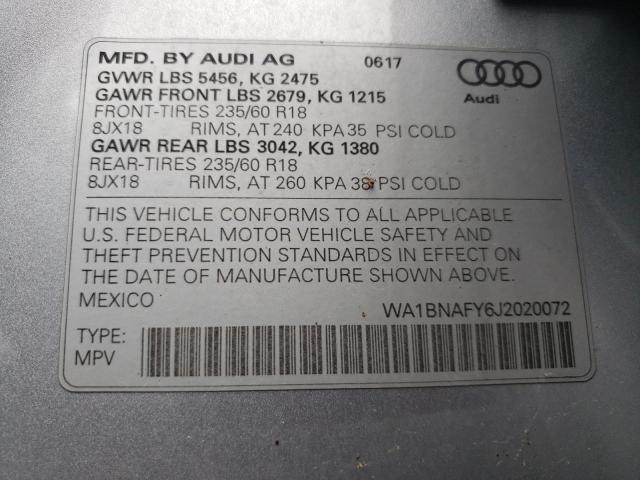 MFD. BY AUDI AG 0617
GVWR LBS 5456, KG 2475
GAWR FRONT LBS 2679, KG 1215
Audi
FRONT-TIRES 235/60 R18
8JX18 RIMS, AT 240 KPA 35 PSI COLD
GAWR REAR LBS 3042, KG 1380
REAR-TIRES 235/60 R18
8JX18 RIMS, AT 260 KPA 38 PSI COLD
THIS VEHICLE CONFORMS TO ALL APPLICABLE
U.S. FEDERAL MOTOR VEHICLE SAFETY AND
THEFT PREVENTION STANDARDS IN EFFECT ON
THE DATE OF MANUFACTURE SHOWN ABOVE.
MEXICO WA1BNAFY6J2020072
TYPE:
MPV